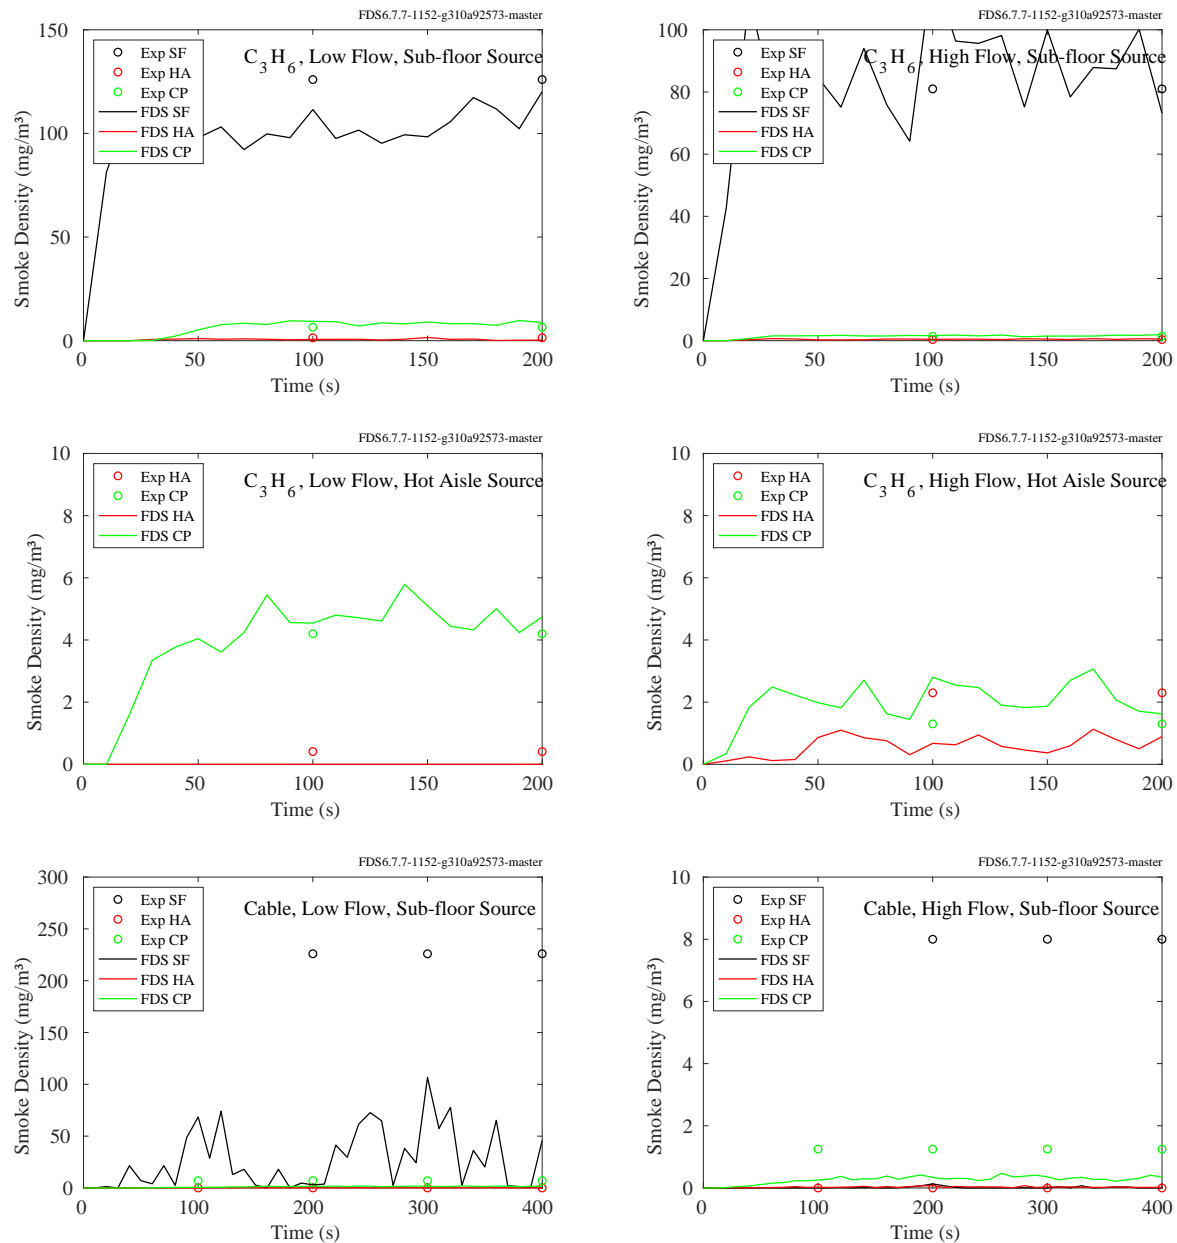 FDS6.7.7-1152-g310a92573-master
C3H6, Low Flow, Sub-floor Source
Exp SF
Exp HA
Exp CP
FDS SF
FDS HA
FDS CP
Smoke Density (mg/m³)
150
100
50
0
0 50 100 150 200
Time (s)
FDS6.7.7-1152-g310a92573-master
C3H6, High Flow, Sub-floor Source
Exp SF
Exp HA
Exp CP
FDS SF
FDS HA
FDS CP
Smoke Density (mg/m³)
100
80
60
40
20
0
0 50 100 150 200
Time (s)
FDS6.7.7-1152-g310a92573-master
C3H6, Low Flow, Hot Aisle Source
Exp HA
Exp CP
FDS HA
FDS CP
Smoke Density (mg/m³)
10
8
6
4
2
0
0 50 100 150 200
Time (s)
FDS6.7.7-1152-g310a92573-master
C3H6, High Flow, Hot Aisle Source
Exp HA
Exp CP
FDS HA
FDS CP
Smoke Density (mg/m³)
10
8
6
4
2
0
0 50 100 150 200
Time (s)
FDS6.7.7-1152-g310a92573-master
Cable, Low Flow, Sub-floor Source
Exp SF
Exp HA
Exp CP
FDS SF
FDS HA
FDS CP
Smoke Density (mg/m³)
300
250
200
150
100
50
0
0 100 200 300 400
Time (s)
FDS6.7.7-1152-g310a92573-master
Cable, High Flow, Sub-floor Source
Exp SF
Exp HA
Exp CP
FDS SF
FDS HA
FDS CP
Smoke Density (mg/m³)
10
8
6
4
2
0
0 100 200 300 400
Time (s)